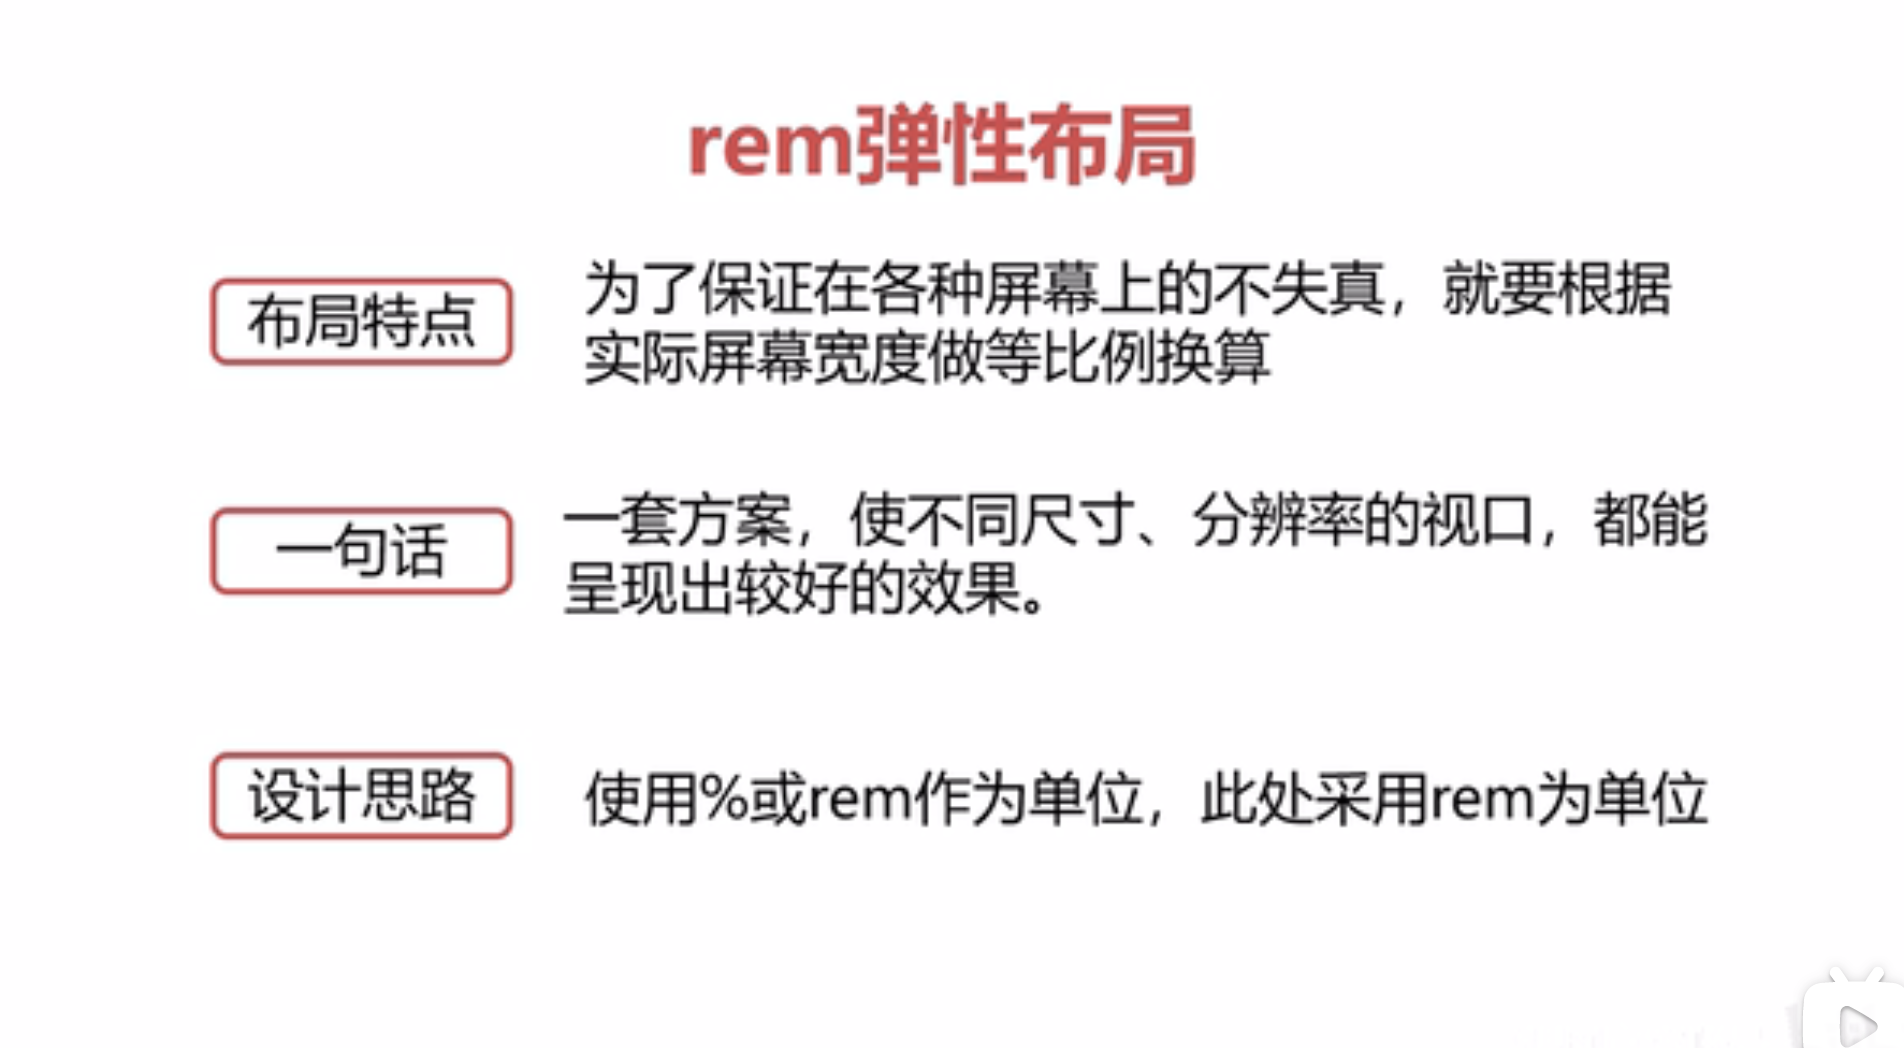 rem弹性布局
布局特点
为了保证在各种屏幕上的不失真，就要根据
实际屏幕宽度做等比例换算
一句话
一套方案，使不同尺寸、分辨率的视口，都能
呈现出较好的效果。
设计思路
使用%或rem作为单位，此处采用rem为单位